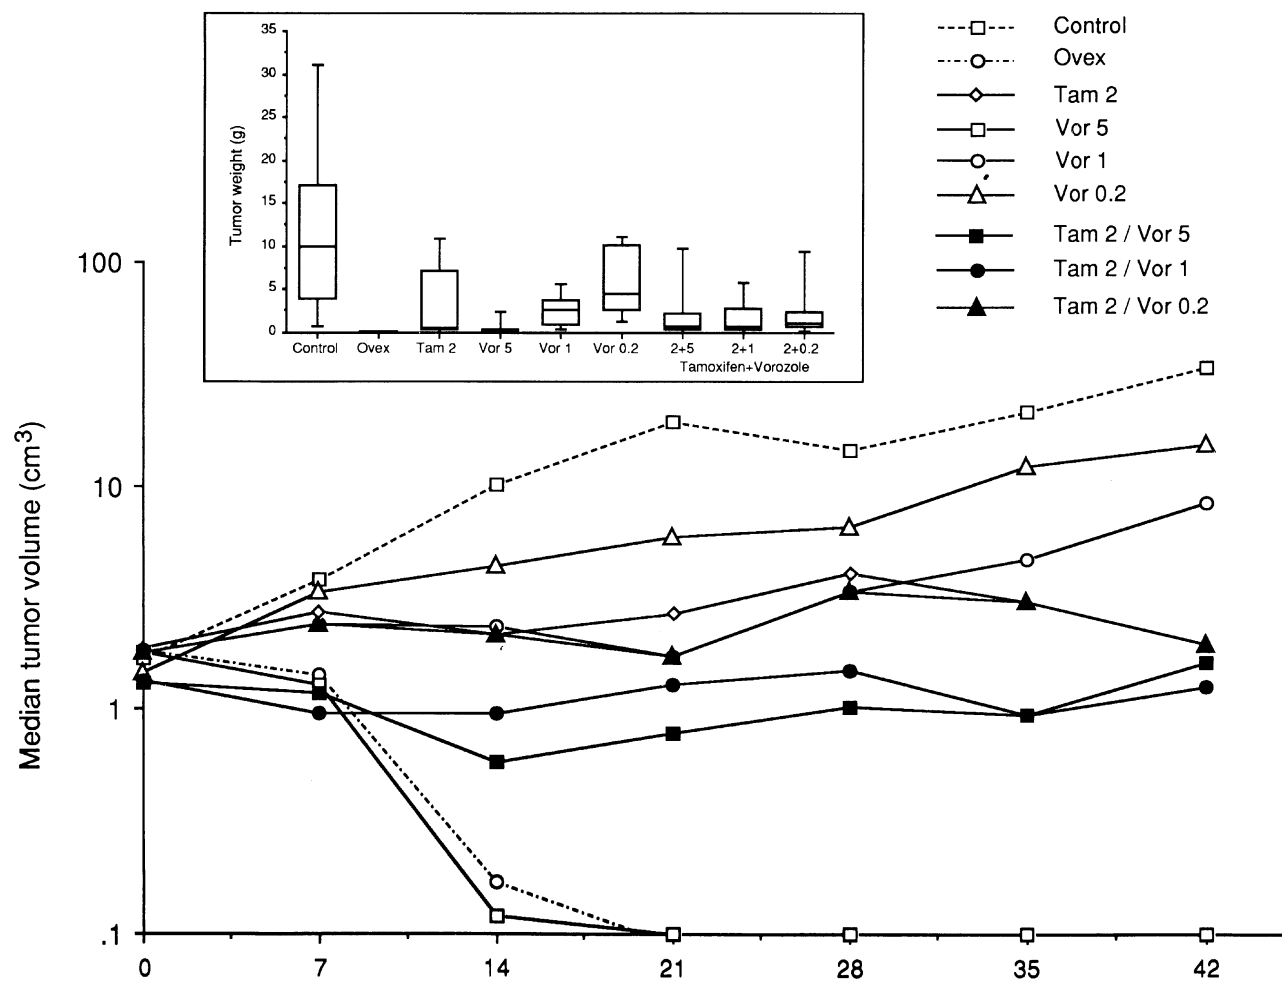 35
30
25
20
15
10
5
0
Tumor weight (g)
Control Ovex Tam 2 Vor 5 Vor 1 Vor 0.2 2+5 2+1 2+0.2
Tamoxifen+Vorozole
Control
Ovex
Tam 2
Vor 5
Vor 1
Vor 0.2
Tam 2 / Vor 5
Tam 2 / Vor 1
Tam 2 / Vor 0.2
Median tumor volume (cm³)
100
10
1
.1
0 7 14 21 28 35 42